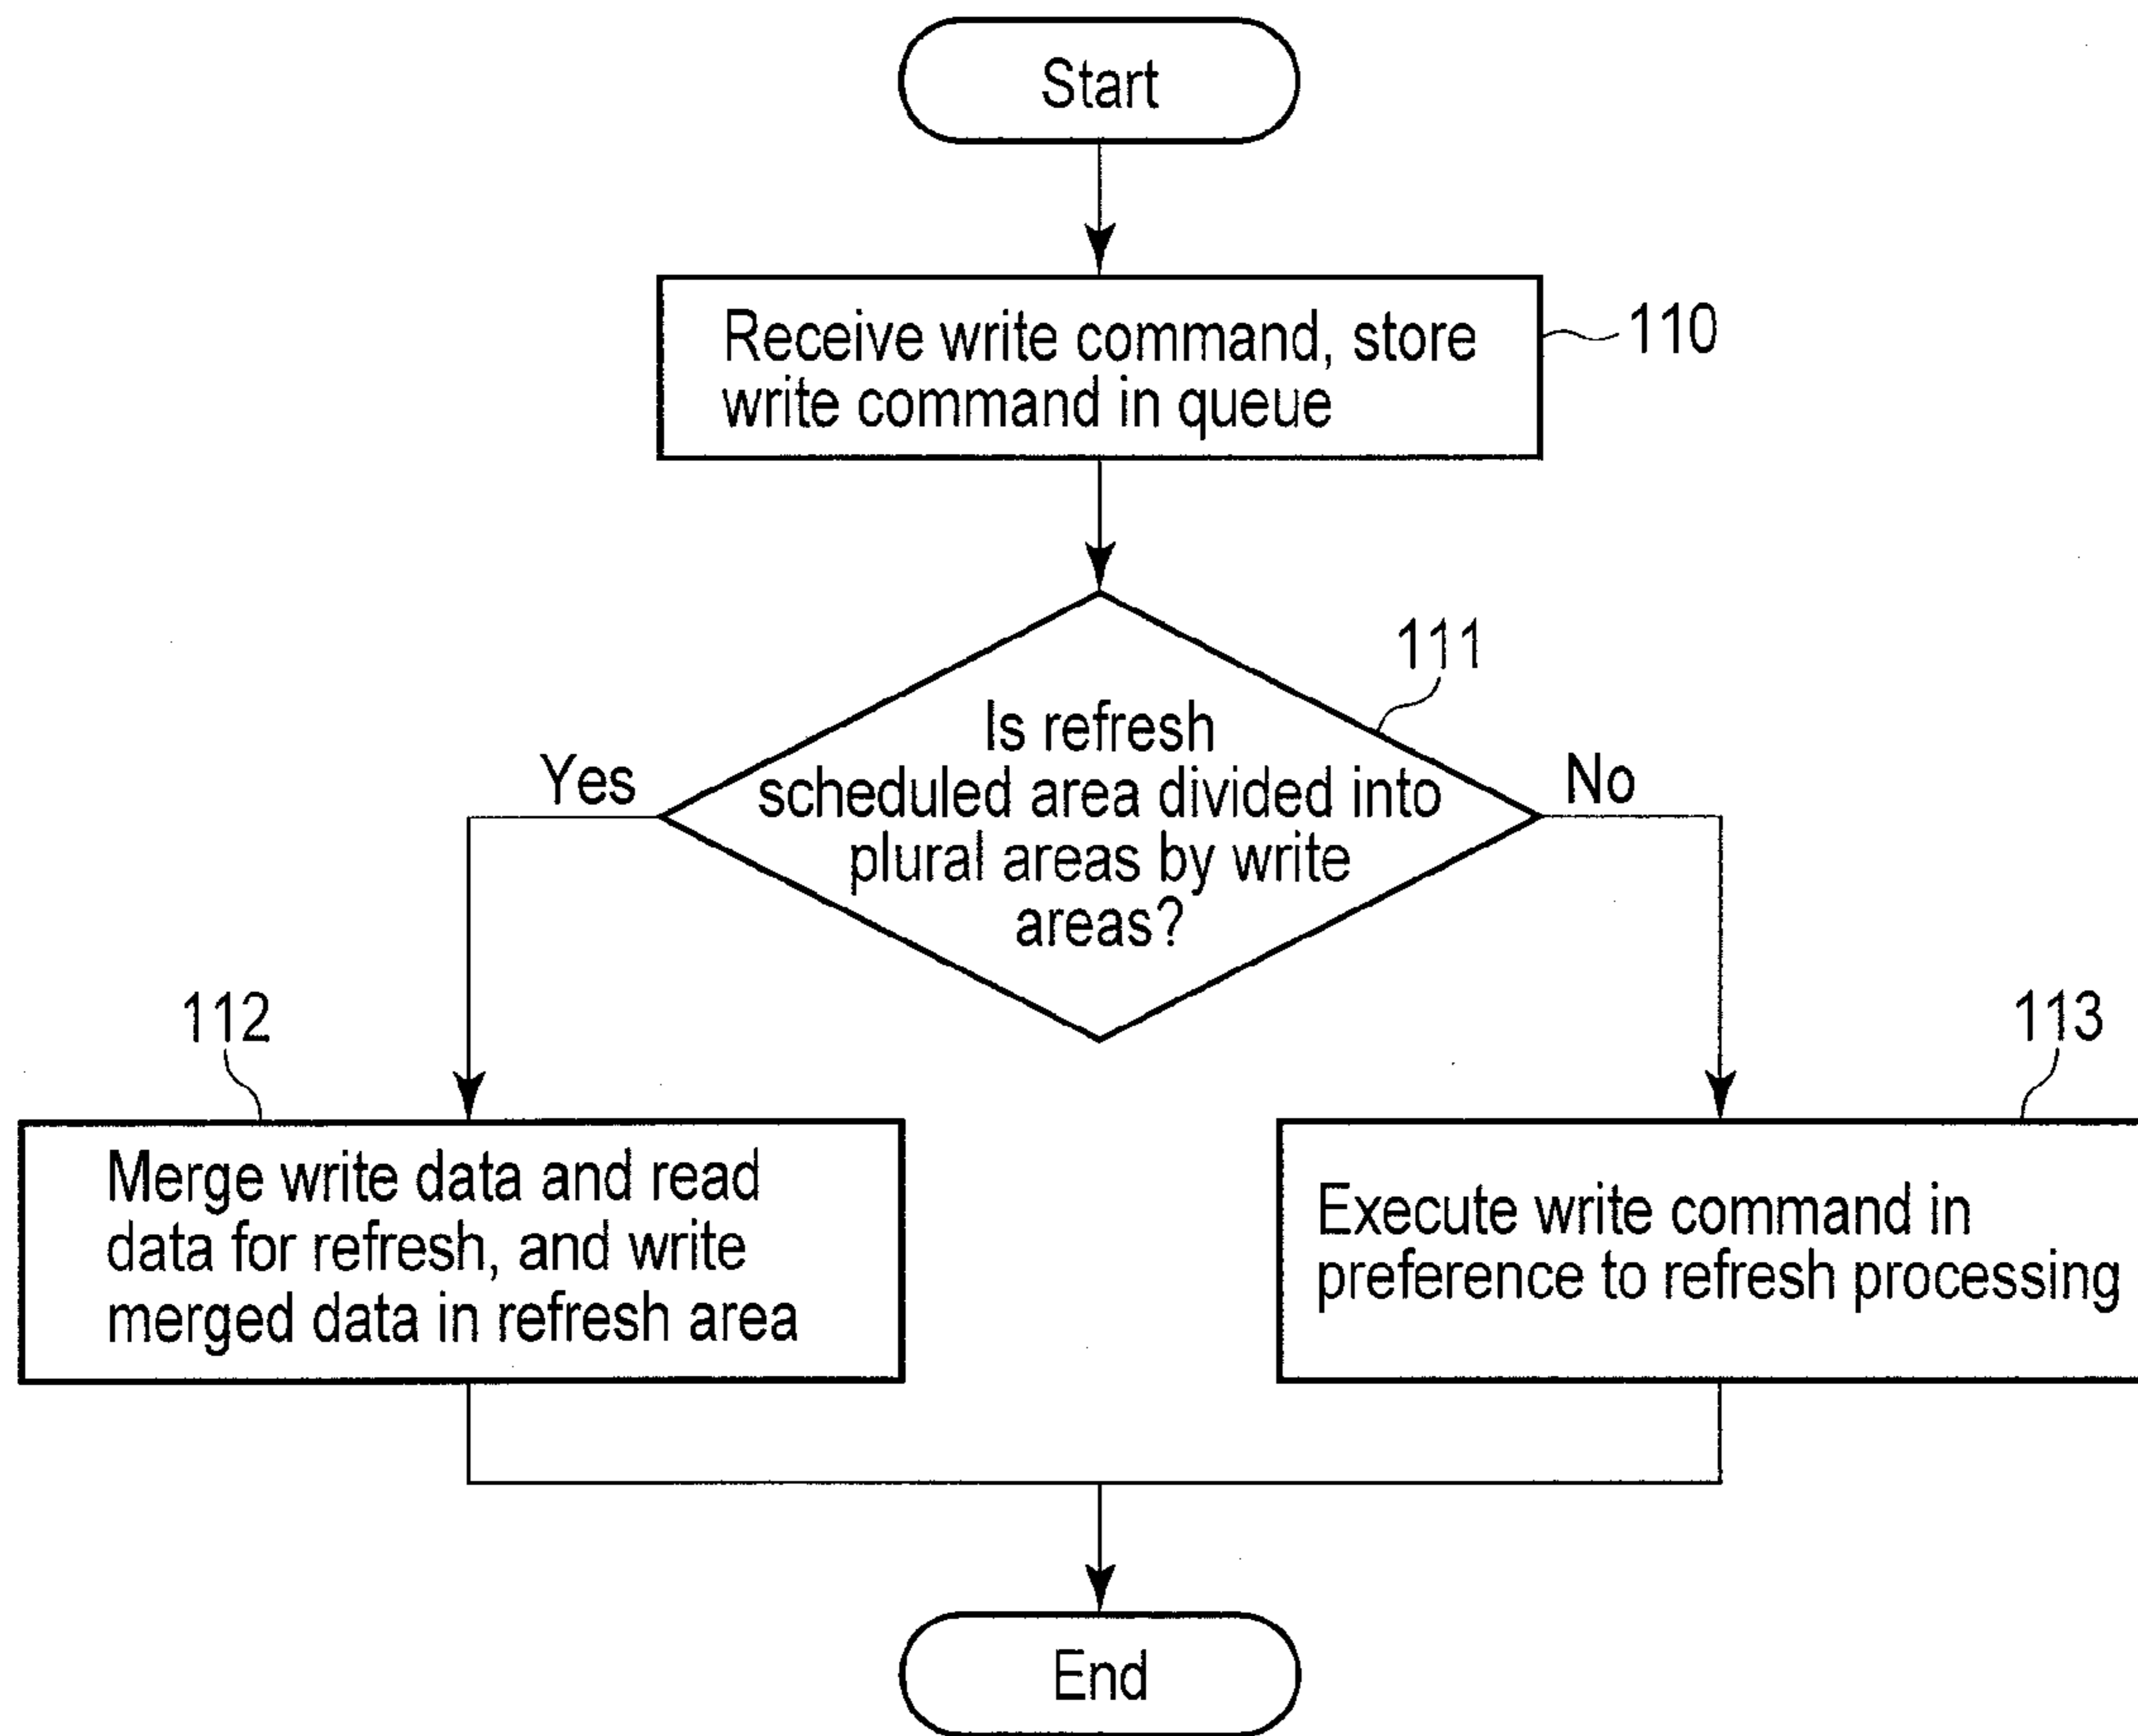 Start
Receive write command, store
write command in queue
110
111
Is refresh
scheduled area divided into
plural areas by write
areas?
Yes
No
112
113
Merge write data and read
data for refresh, and write
merged data in refresh area
Execute write command in
preference to refresh processing
End